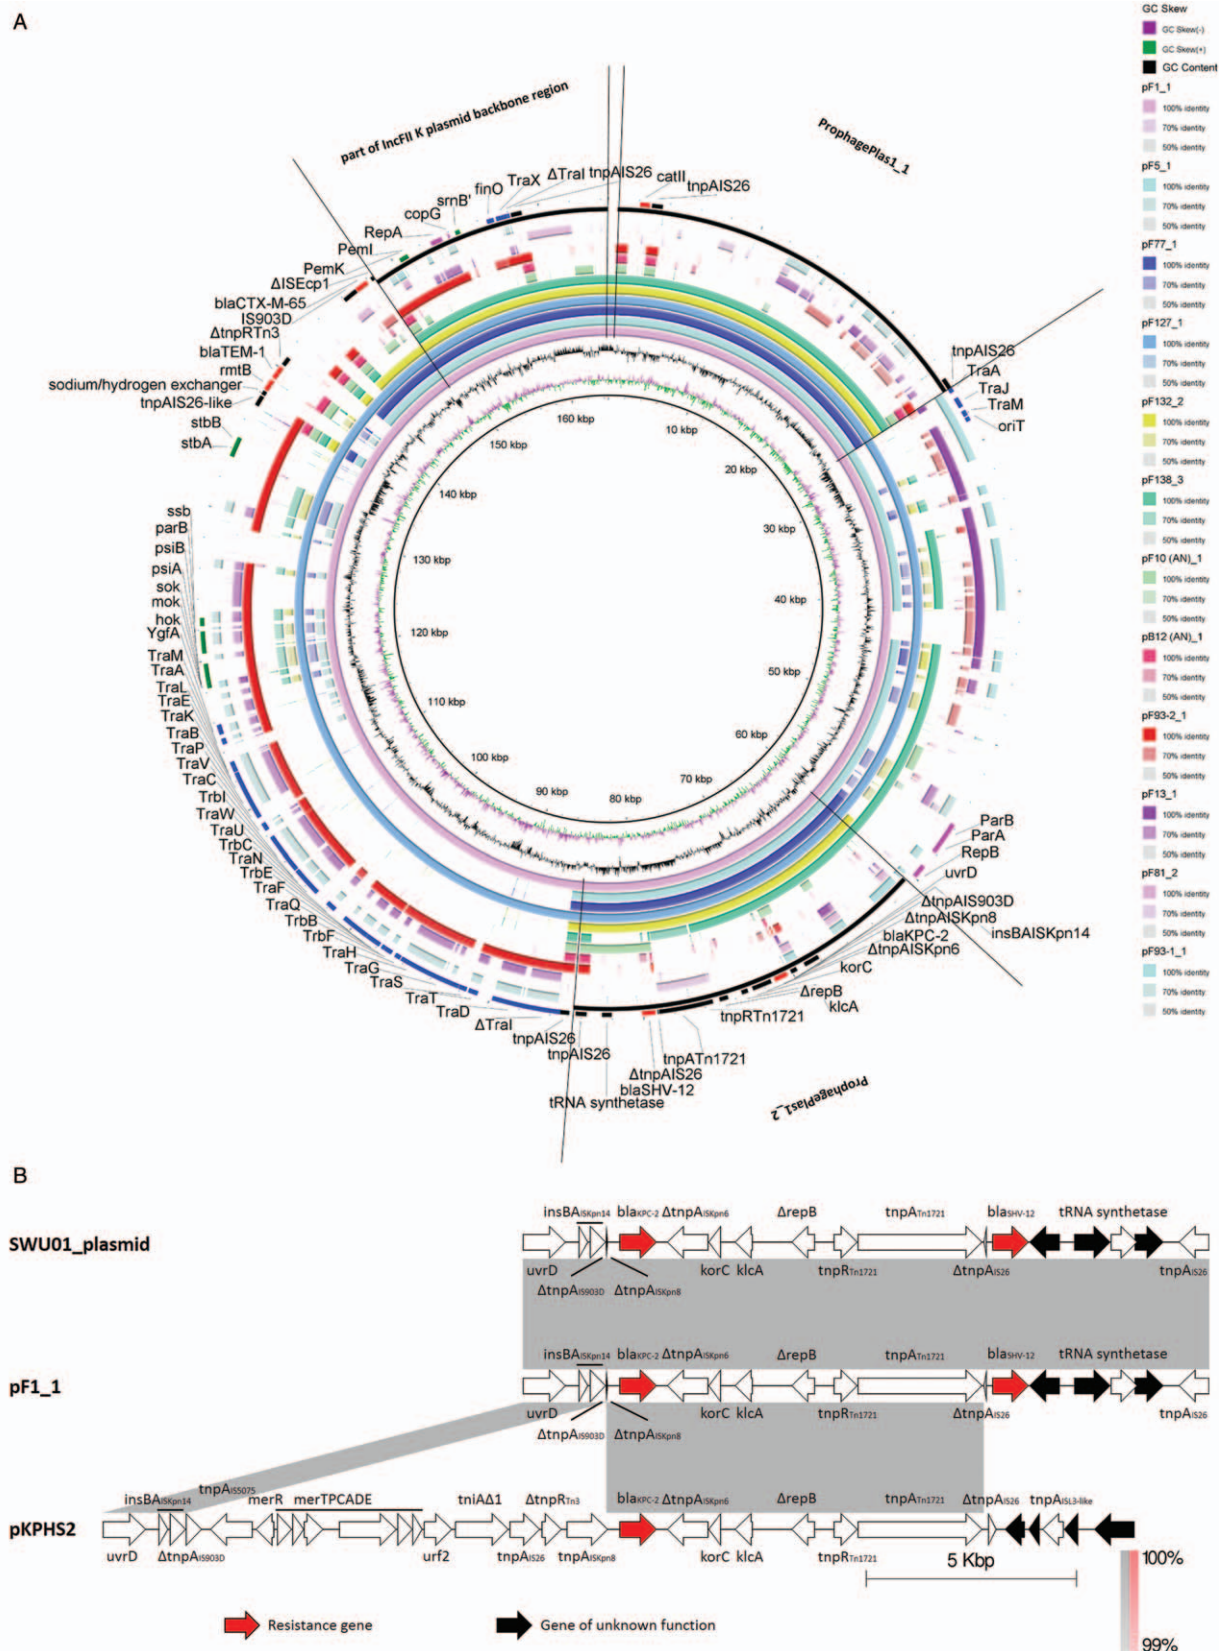 A
part of IncFII K plasmid backbone region
ProphagePlas1_1
GC Skew
GC Skew(-)
GC Skew(+)
GC Content
pF1_1
100% identity
70% identity
50% identity
pF5_1
100% identity
70% identity
50% identity
pF77_1
100% identity
70% identity
50% identity
pF127_1
100% identity
70% identity
50% identity
pF132_2
100% identity
70% identity
50% identity
pF138_3
100% identity
70% identity
50% identity
pF10 (AN)_1
100% identity
70% identity
50% identity
pB12 (AN)_1
100% identity
70% identity
50% identity
pF93-2_1
100% identity
70% identity
50% identity
pF13_1
100% identity
70% identity
50% identity
pF81_2
100% identity
70% identity
50% identity
pF93-1_1
100% identity
70% identity
50% identity
catII
tnpAIS26
tnpAIS26
TraA
TraJ
TraM
oriT
ParB
ParA
RepB
uvrD
ΔtnpAIS903D
ΔtnpAISKpn8
insBAISKpn14
blaKPC-2
ΔtnpAISKpn6
korC
klcA
ΔrepB
tnpRTn1721
tnpATn1721
ΔtnpAIS26
blaSHV-12
tRNA synthetase
ProphagePlas1_2
tnpAIS26
tnpAIS26
ΔTraI
TraD
TraT
TraS
TraG
TraH
TrbF
TrbB
TraQ
TraF
TrbE
TraN
TrbC
TraU
TraW
TrbI
TraC
TraV
TraP
TraB
TraK
TraE
TraL
TraA
TraM
YgfA
hok
mok
sok
psiA
psiB
parB
ssb
stbA
stbB
tnpAIS26-like
sodium/hydrogen exchanger
rmtB
blaTEM-1
ΔtnpRTn3
IS903D
blaCTX-M-65
ΔISEcp1
PemK
PemI
RepA
copG
srnB'
finO
TraX
ΔTraI
tnpAIS26
10 kbp
20 kbp
30 kbp
40 kbp
50 kbp
60 kbp
70 kbp
80 kbp
90 kbp
100 kbp
110 kbp
120 kbp
130 kbp
140 kbp
150 kbp
160 kbp
B
insBAISKpn14 blaKPC-2 ΔtnpAISKpn6 ΔrepB tnpATn1721 blaSHV-12 tRNA synthetase
SWU01_plasmid
uvrD korC klcA tnpRTn1721 ΔtnpAIS26 tnpAIS26
ΔtnpAIS903D ΔtnpAISKpn8
insBAISKpn14 blaKPC-2 ΔtnpAISKpn6 ΔrepB tnpATn1721 blaSHV-12 tRNA synthetase
pF1_1
uvrD korC klcA tnpRTn1721 ΔtnpAIS26 tnpAIS26
ΔtnpAIS903D ΔtnpAISKpn8
insBAISKpn14 tnpAIS5075 merR merTPCADE tniAΔ1 ΔtnpRTn3 blaKPC-2 ΔtnpAISKpn6 ΔrepB tnpATn1721 ΔtnpAIS26 tnpAISL3-like
pKPHS2
uvrD ΔtnpAIS903D urf2 tnpAIS26 tnpAISKpn8 korC klcA tnpRTn1721
5 Kbp
100%
99%
Resistance gene
Gene of unknown function